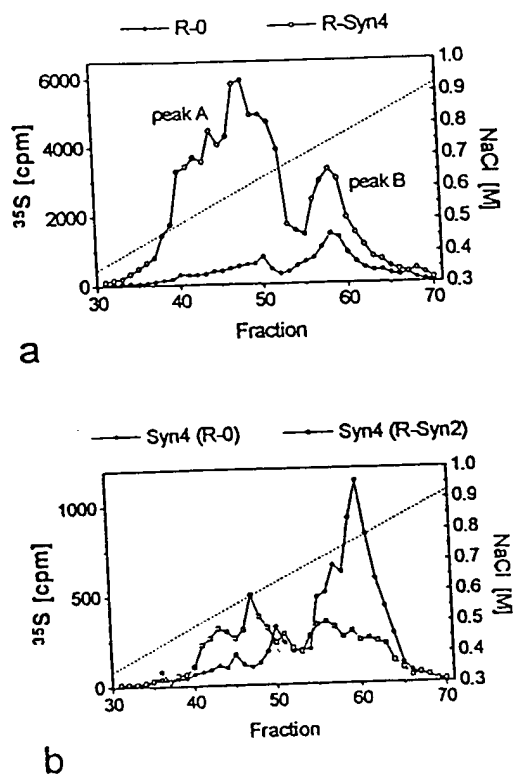 R-0 R-Syn4
1.0
6000 0.9
peak A 0.8
4000 0.7
peak B 0.6
2000 0.5
0.4
0 0.3
30 40 50 60 70
³⁵S [cpm]
NaCl [M]
Fraction
a
Syn4 (R-0) Syn4 (R-Syn2)
1.0
1000 0.9
0.8
0.7
500 0.6
0.5
0.4
0 0.3
30 40 50 60 70
³⁵S [cpm]
NaCl [M]
Fraction
b